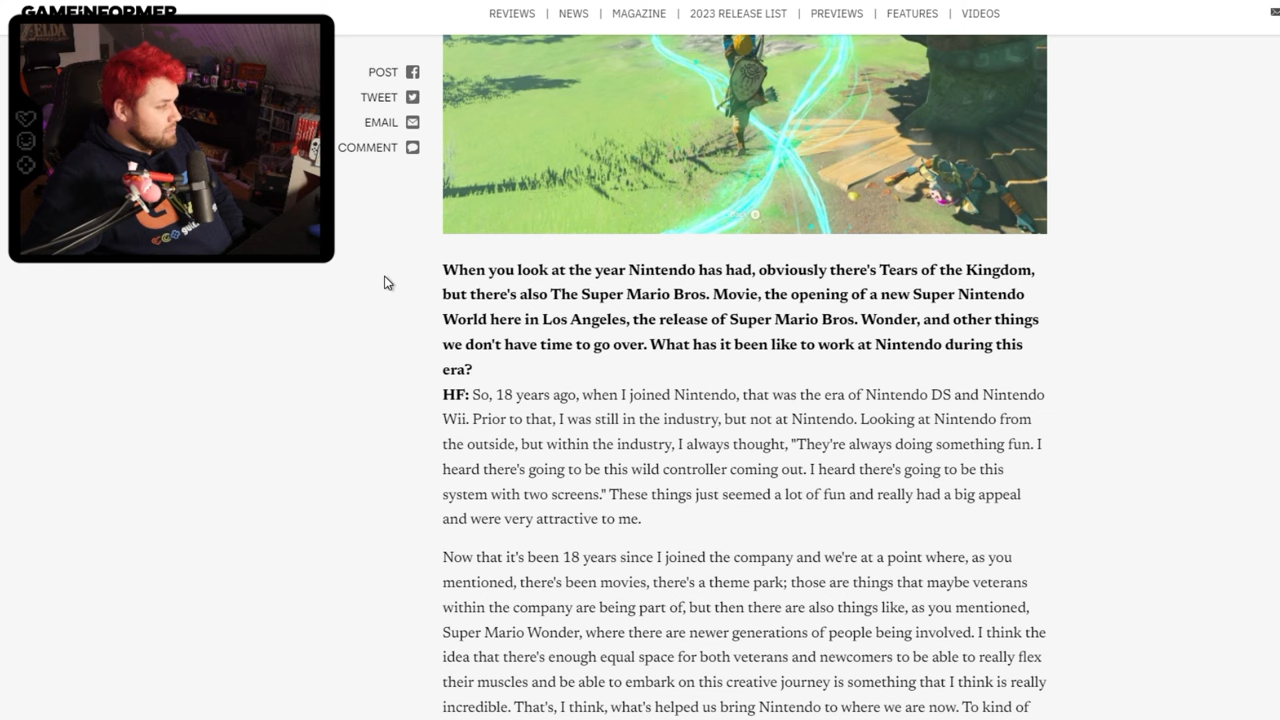 GAMEINFORMER
REVIEWS | NEWS | MAGAZINE | 2023 RELEASE LIST | PREVIEWS | FEATURES | VIDEOS
ZELDA
POST
TWEET
EMAIL
COMMENT
When you look at the year Nintendo has had, obviously there's Tears of the Kingdom,
but there's also The Super Mario Bros. Movie, the opening of a new Super Nintendo
World here in Los Angeles, the release of Super Mario Bros. Wonder, and other things
we don't have time to go over. What has it been like to work at Nintendo during this
era?
HF: So, 18 years ago, when I joined Nintendo, that was the era of Nintendo DS and Nintendo
Wii. Prior to that, I was still in the industry, but not at Nintendo. Looking at Nintendo from
the outside, but within the industry, I always thought, "They're always doing something fun. I
heard there's going to be this wild controller coming out. I heard there's going to be this
system with two screens." These things just seemed a lot of fun and really had a big appeal
and were very attractive to me.
Now that it's been 18 years since I joined the company and we're at a point where, as you
mentioned, there's been movies, there's a theme park; those are things that maybe veterans
within the company are being part of, but then there are also things like, as you mentioned,
Super Mario Wonder, where there are newer generations of people being involved. I think the
idea that there's enough equal space for both veterans and newcomers to be able to really flex
their muscles and be able to embark on this creative journey is something that I think is really
incredible. That's, I think, what's helped us bring Nintendo to where we are now. To kind of